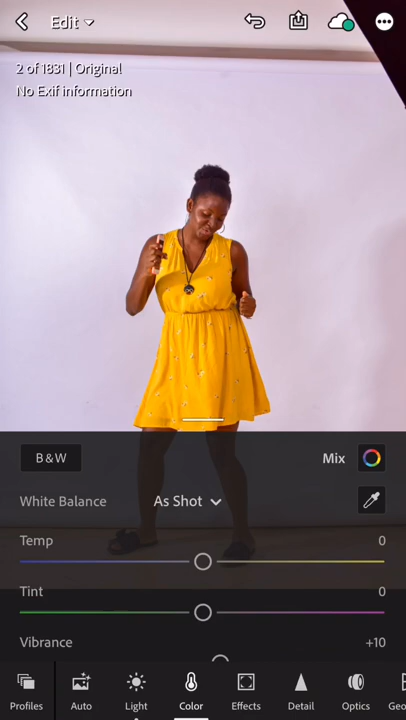 Edit
2 of 1831 | Original
No Exif information
B&W
Mix
White Balance
As Shot
Temp
0
Tint
0
Vibrance
+10
Profiles
Auto
Light
Color
Effects
Detail
Optics